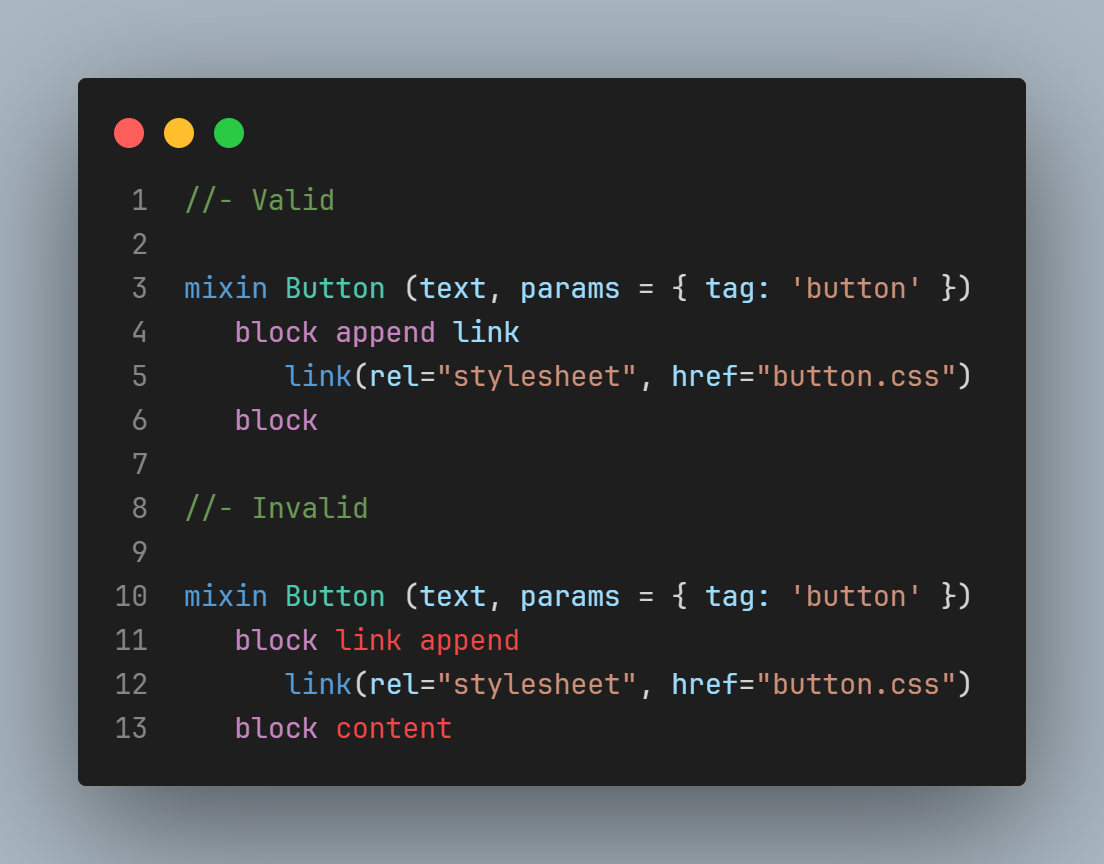 1 //- Valid
2
3 mixin Button (text, params = { tag: 'button' })
4    block append link
5       link(rel="stylesheet", href="button.css")
6    block
7
8 //- Invalid
9
10 mixin Button (text, params = { tag: 'button' })
11    block link append
12       link(rel="stylesheet", href="button.css")
13    block content